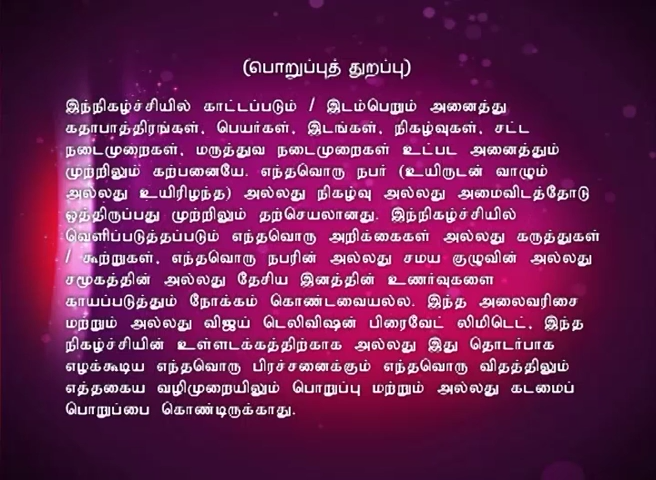 (பொறுப்புத் துறப்பு)
இந்நிகழ்ச்சியில் காட்டப்படும் / இடம்பெறும் அனைத்து
கதாபாத்திரங்கள், பெயர்கள், இடங்கள், நிகழ்வுகள், சட்ட
நடைமுறைகள், மருத்துவ நடைமுறைகள் உட்பட அனைத்தும்
முற்றிலும் கற்பனையே. எந்தவொரு நபர் (உயிருடன் வாழும்
அல்லது உயிரிழந்த) அல்லது நிகழ்வு அல்லது அமைவிடத்தோடு
ஒத்திருப்பது முற்றிலும் தற்செயலானது. இந்நிகழ்ச்சியில்
வெளிப்படுத்தப்படும் எந்தவொரு அறிக்கைகள் அல்லது கருத்துகள்
/ கூற்றுகள், எந்தவொரு நபரின் அல்லது சமய குழுவின் அல்லது
சமூகத்தின் அல்லது தேசிய இனத்தின் உணர்வுகளை
காயப்படுத்தும் நோக்கம் கொண்டவையல்ல. இந்த அலைவரிசை
மற்றும் அல்லது விஜய் டெலிவிஷன் பிரைவேட் லிமிடெட், இந்த
நிகழ்ச்சியின் உள்ளடக்கத்திற்காக அல்லது இது தொடர்பாக
எழக்கூடிய எந்தவொரு பிரச்சனைக்கும் எந்தவொரு விதத்திலும்
எத்தகைய வழிமுறையிலும் பொறுப்பு மற்றும் அல்லது கடமைப்
பொறுப்பை கொண்டிருக்காது.